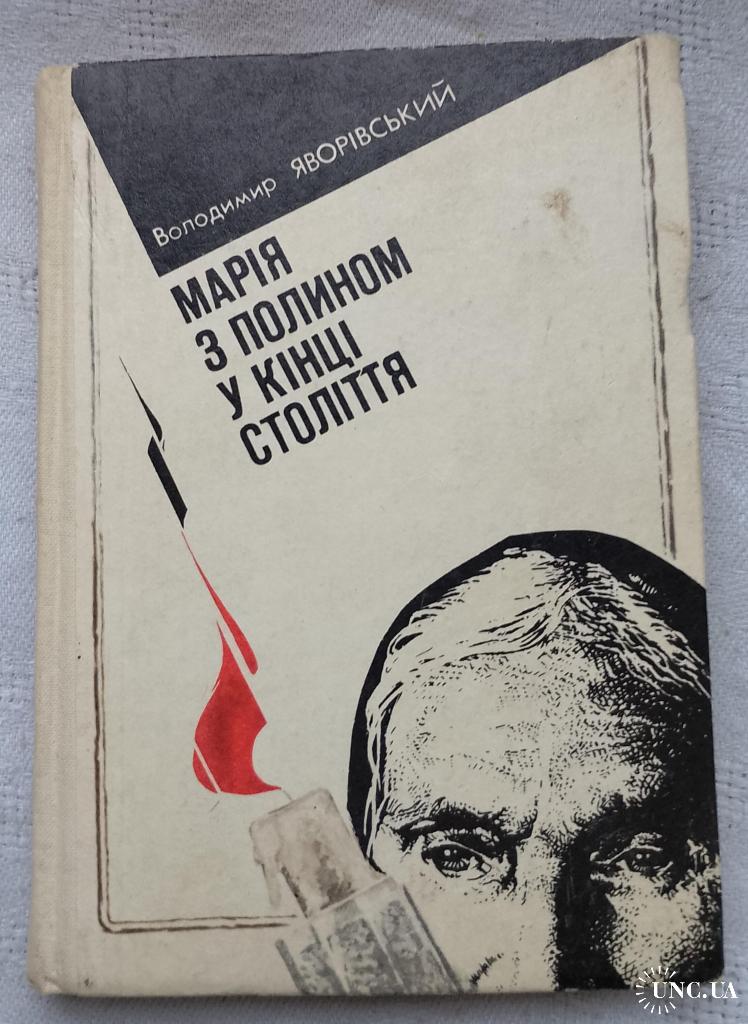 Володимир ЯВОРІВСЬКИЙ
МАРІЯ
З ПОЛИНОМ
У КІНЦІ
СТОЛІТТЯ
UNC.UA